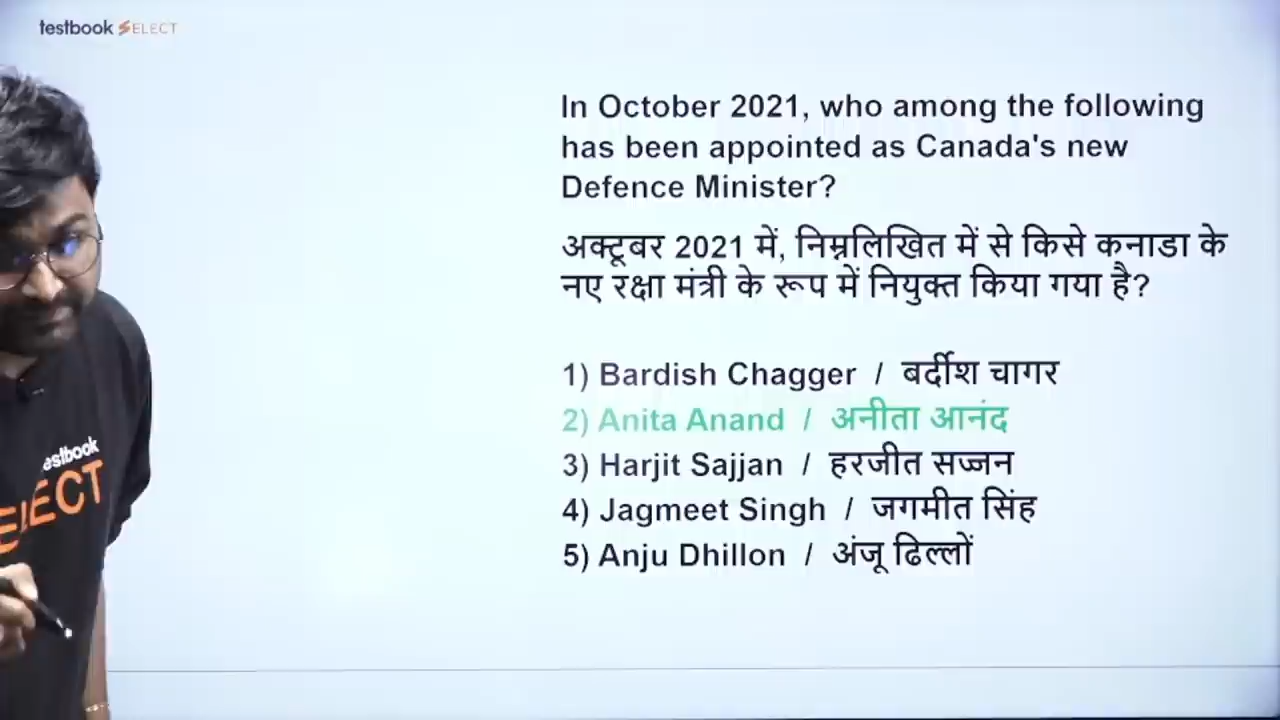 testbook SELECT
In October 2021, who among the following
has been appointed as Canada's new
Defence Minister?
अक्टूबर 2021 में, निम्नलिखित में से किसे कनाडा के
नए रक्षा मंत्री के रूप में नियुक्त किया गया है?
1) Bardish Chagger / बर्दीश चागर
2) Anita Anand / अनीता आनंद
3) Harjit Sajjan / हरजीत सज्जन
4) Jagmeet Singh / जगमीत सिंह
5) Anju Dhillon / अंजू ढिल्लों
estbook
ELECT